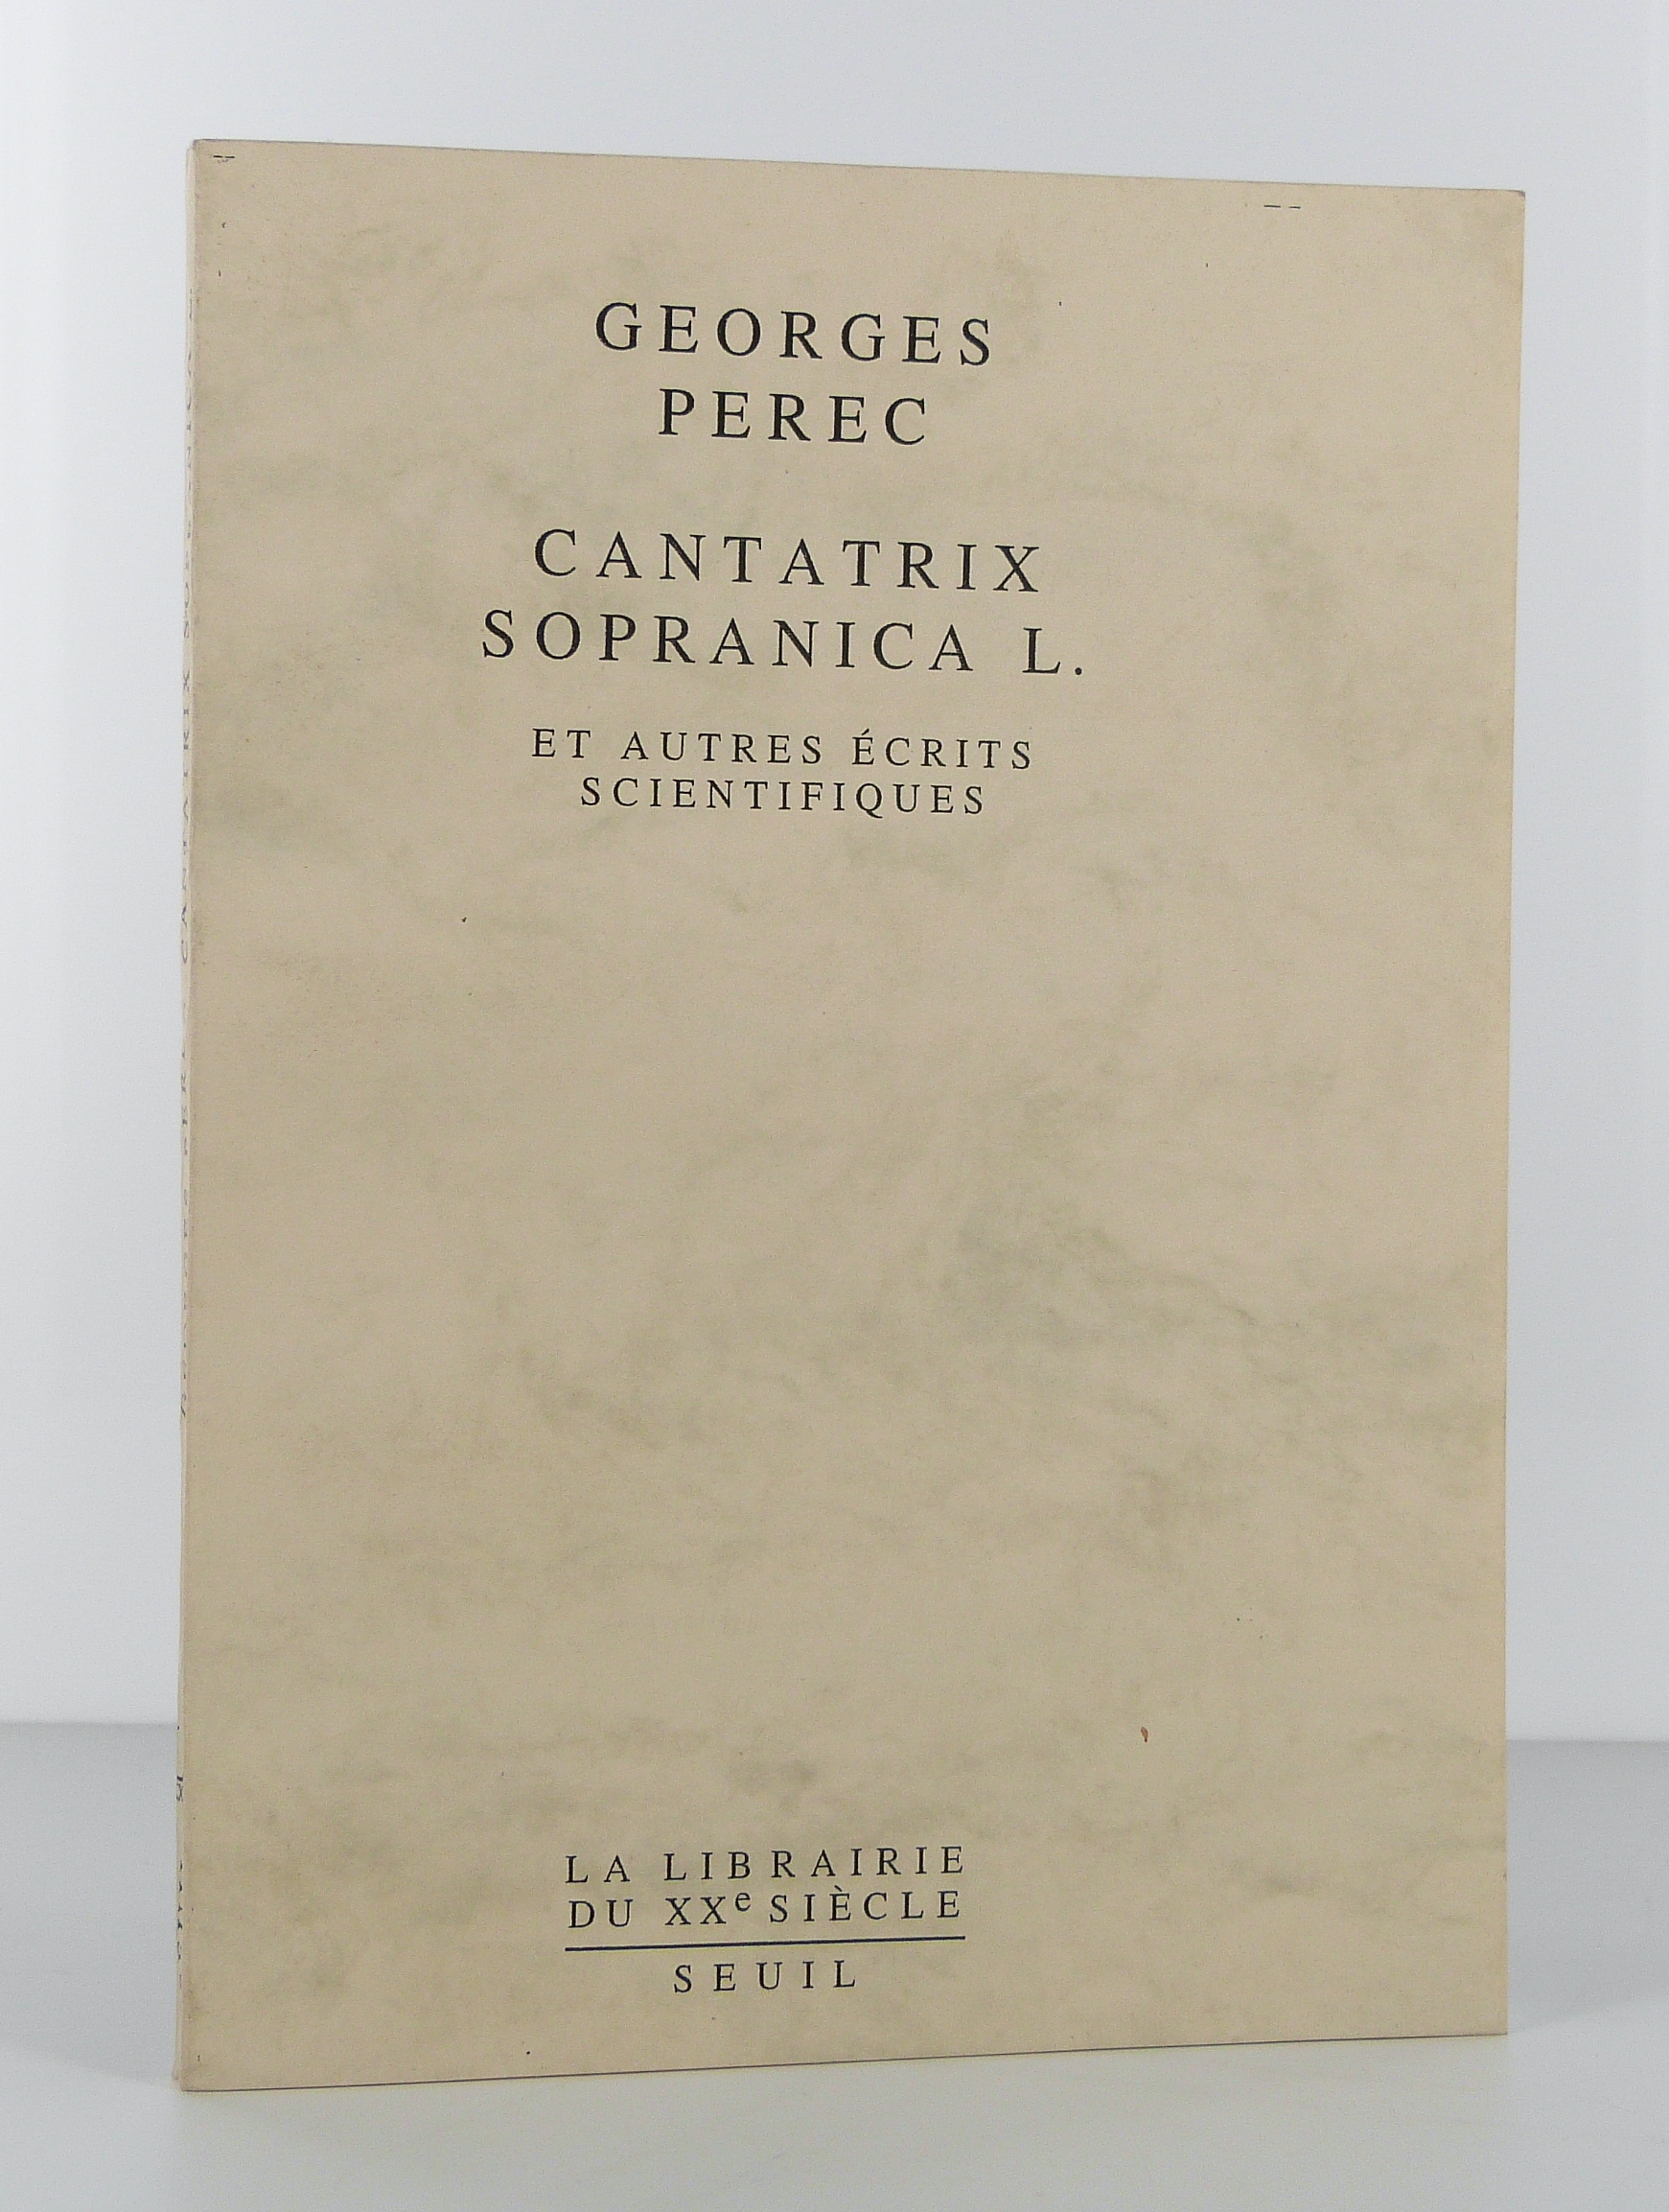 GEORGES
PEREC
CANTATRIX
SOPRANICA L.
ET AUTRES ÉCRITS
SCIENTIFIQUES
LA LIBRAIRIE
DU XXe SIÈCLE
SEUIL